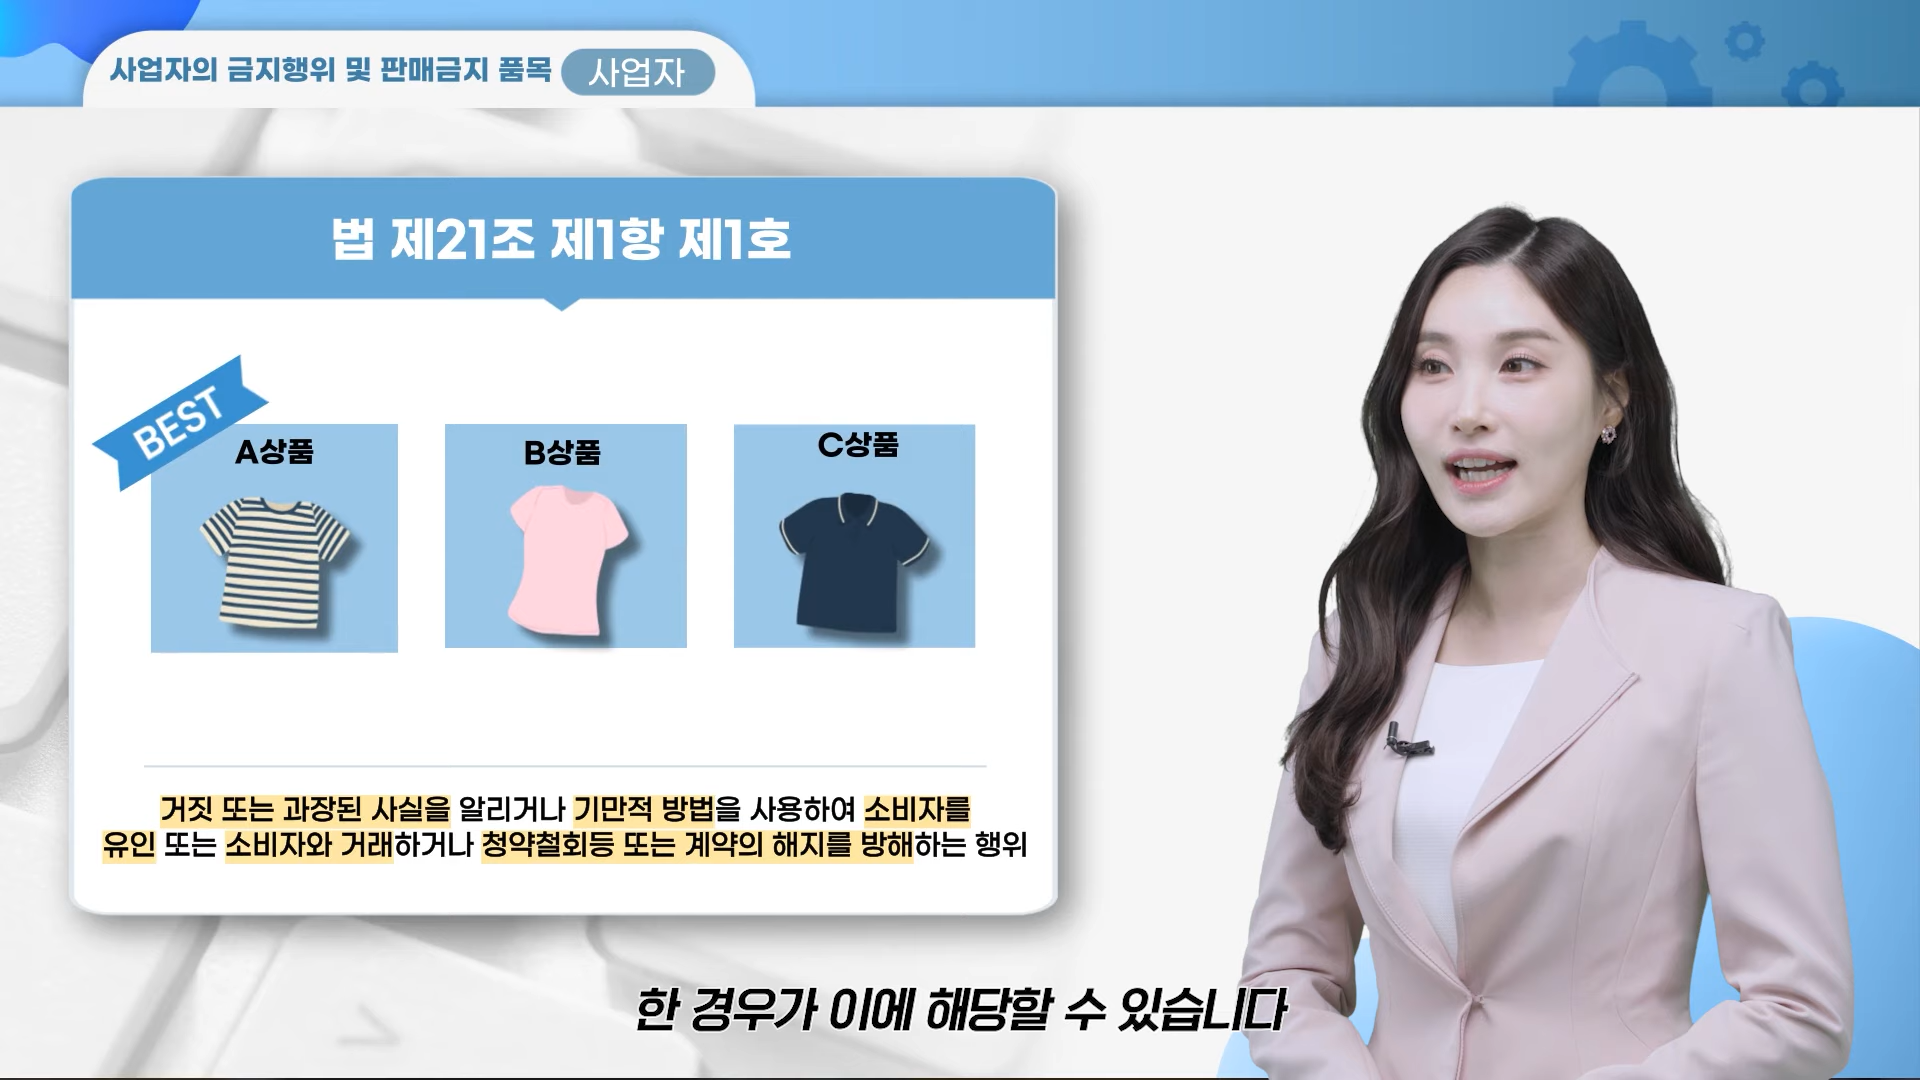 사업자의 금지행위 및 판매금지 품목 사업자
법 제21조 제1항 제1호
BEST
A상품
B상품
C상품
거짓 또는 과장된 사실을 알리거나 기만적 방법을 사용하여 소비자를
유인 또는 소비자와 거래하거나 청약철회등 또는 계약의 해지를 방해하는 행위
한 경우가 이에 해당할 수 있습니다